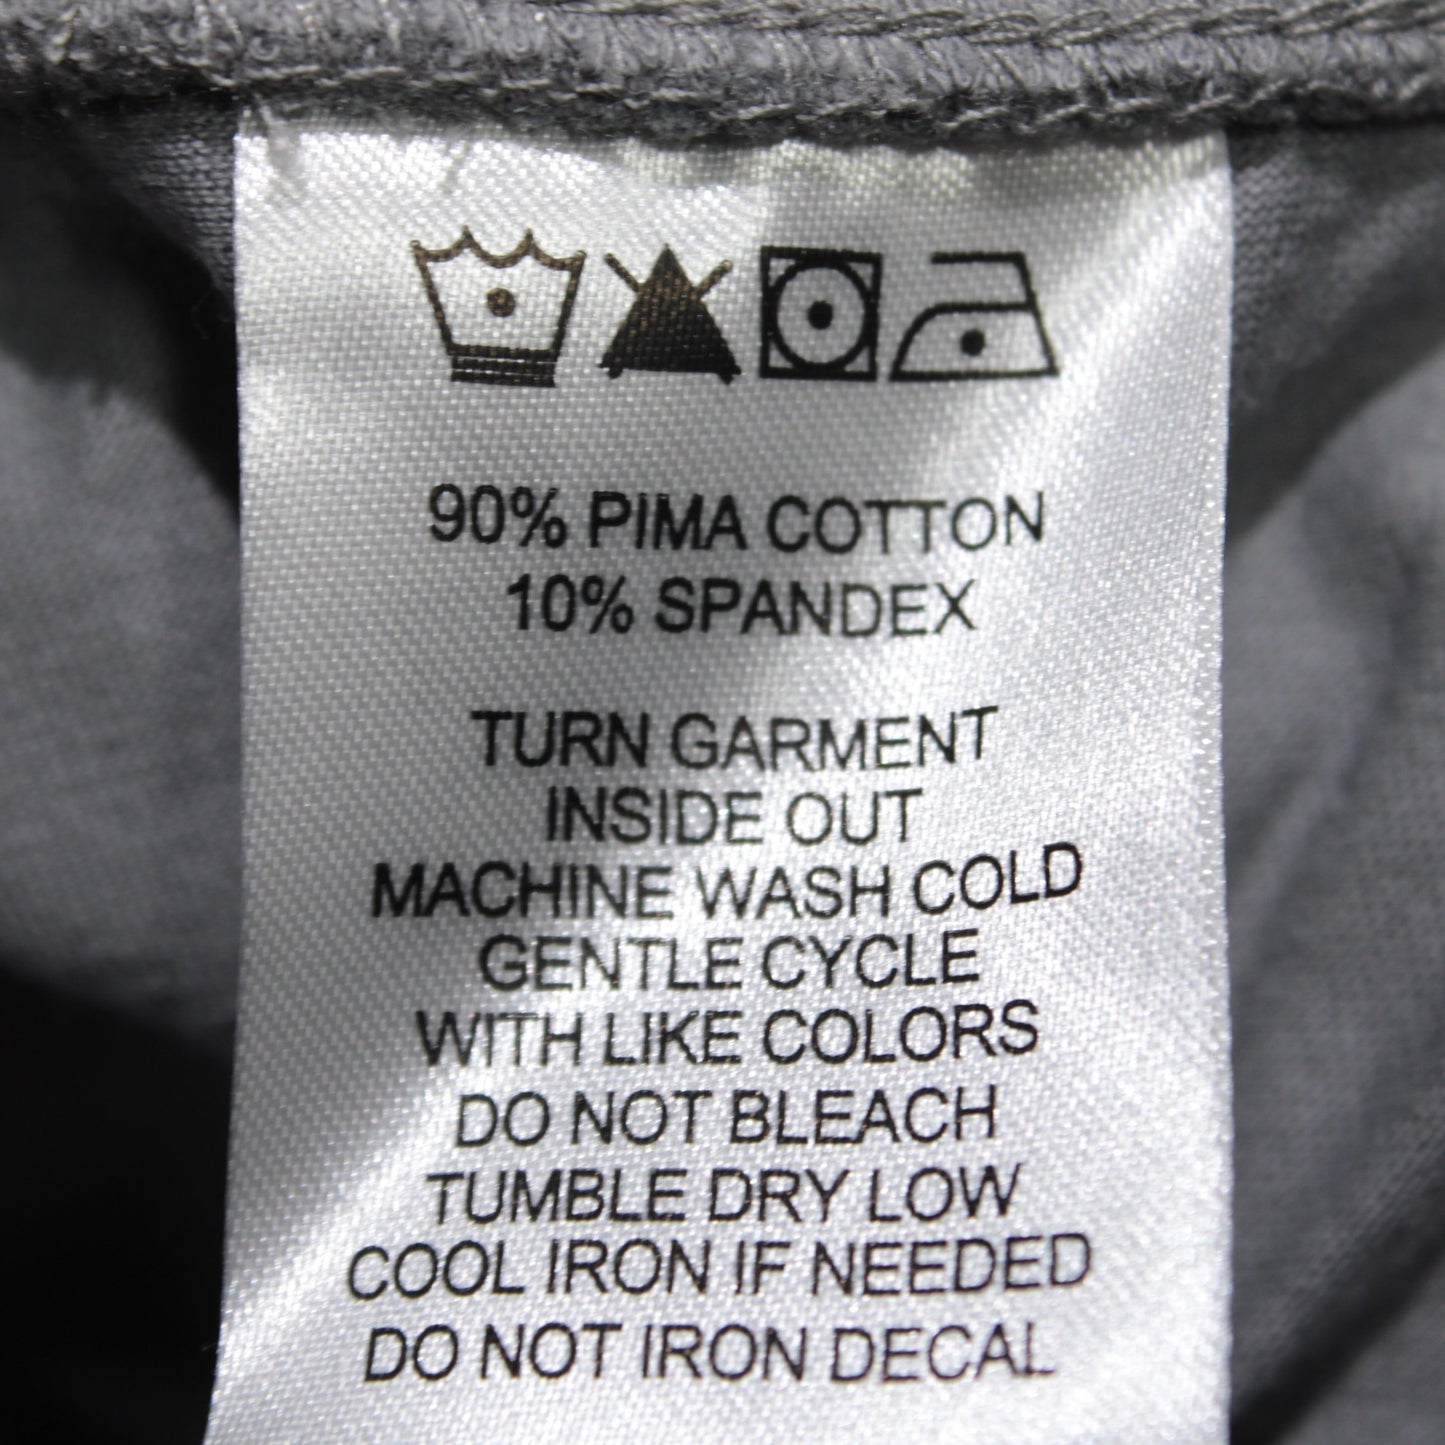 90% PIMA COTTON
10% SPANDEX
TURN GARMENT
INSIDE OUT
MACHINE WASH COLD
GENTLE CYCLE
WITH LIKE COLORS
DO NOT BLEACH
TUMBLE DRY LOW
COOL IRON IF NEEDED
DO NOT IRON DECAL